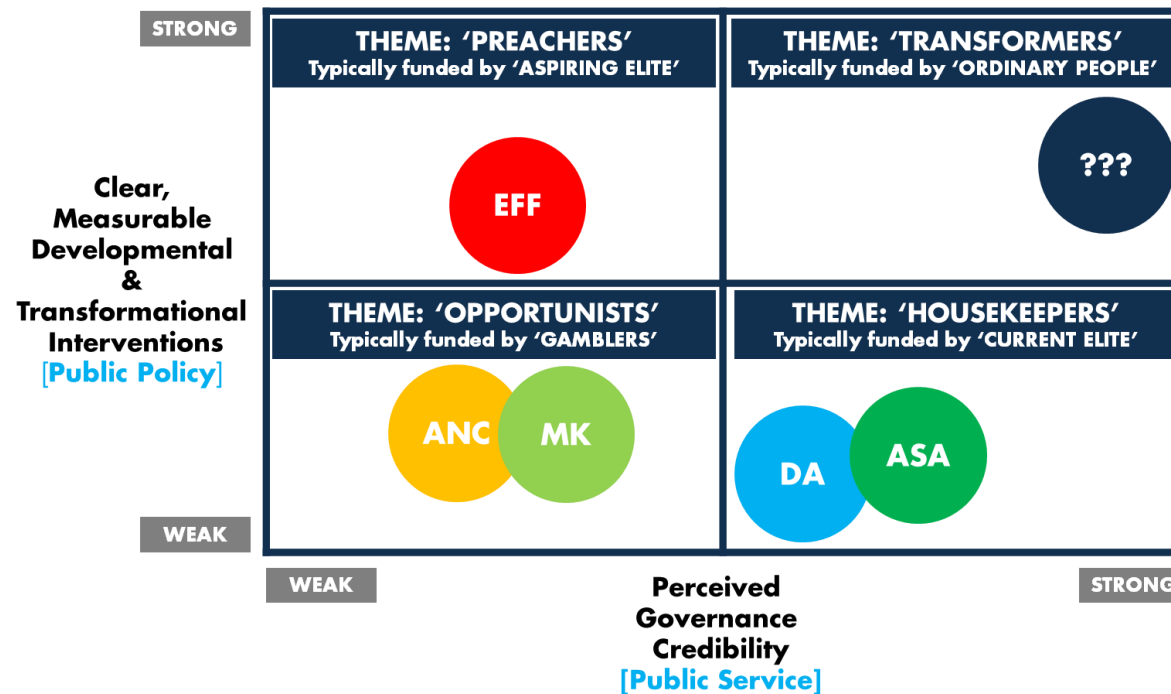 STRONG
THEME: ‘PREACHERS’
Typically funded by ‘ASPIRING ELITE’
THEME: ‘TRANSFORMERS’
Typically funded by ‘ORDINARY PEOPLE’
EFF
???
Clear,
Measurable
Developmental
&
Transformational
Interventions
[Public Policy]
THEME: ‘OPPORTUNISTS’
Typically funded by ‘GAMBLERS’
THEME: ‘HOUSEKEEPERS’
Typically funded by ‘CURRENT ELITE’
ANC
MK
DA
ASA
WEAK
WEAK
Perceived
Governance
Credibility
[Public Service]
STRONG